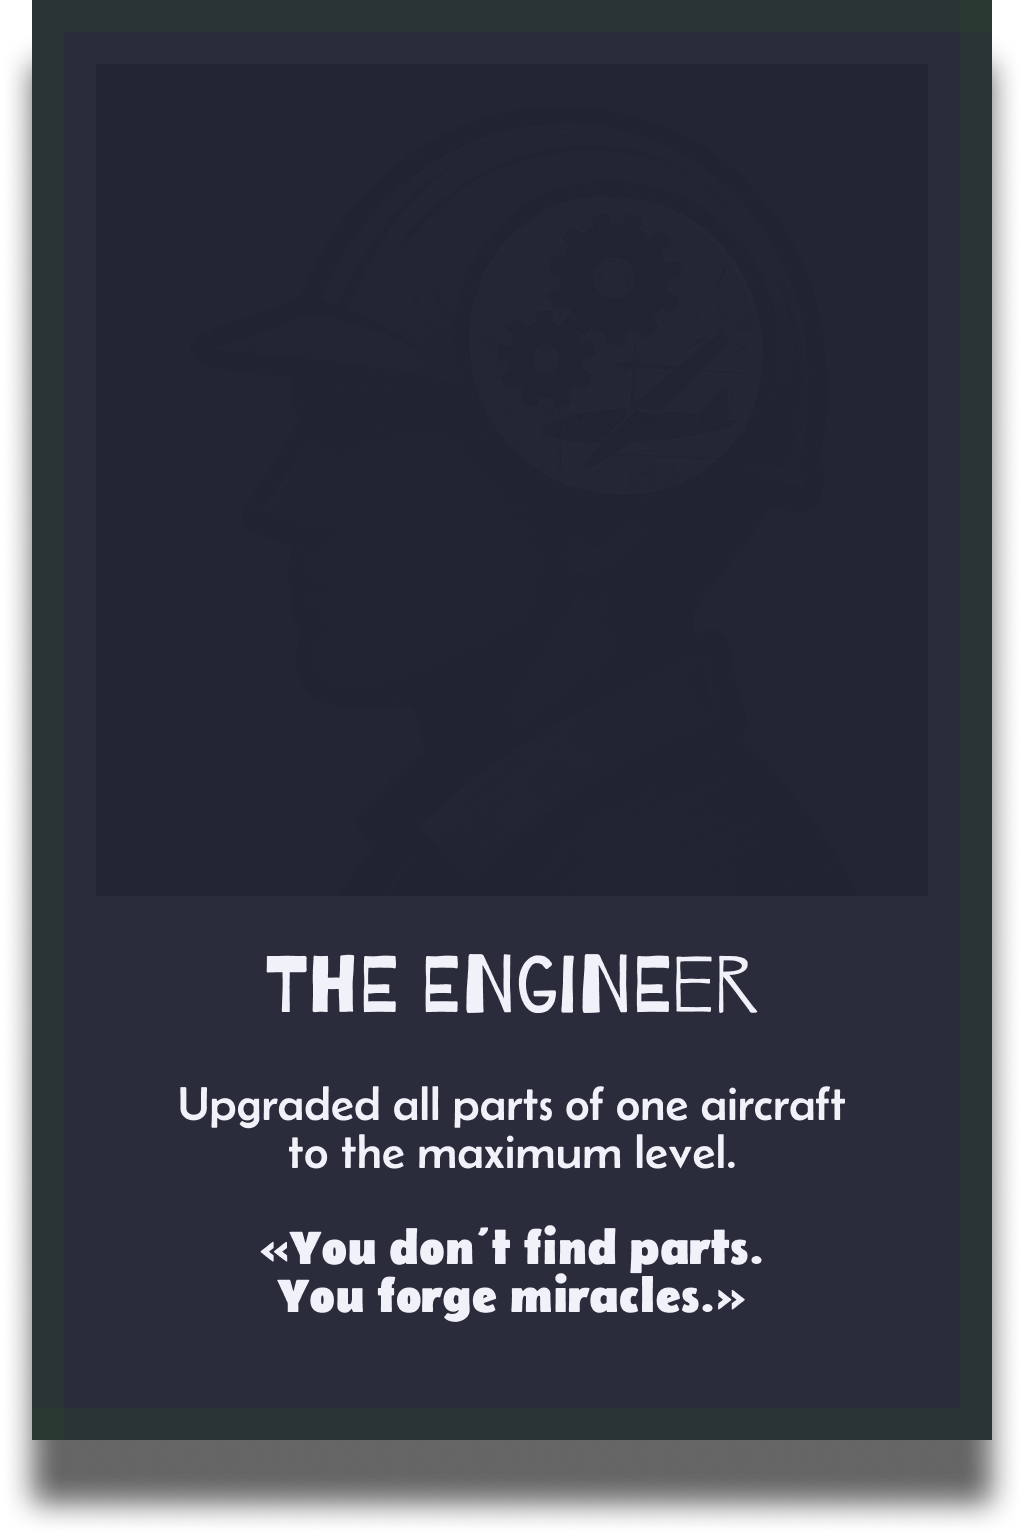 THE ENGINEER
Upgraded all parts of one aircraft
to the maximum level.
«You don´t find parts.
You forge miracles.»